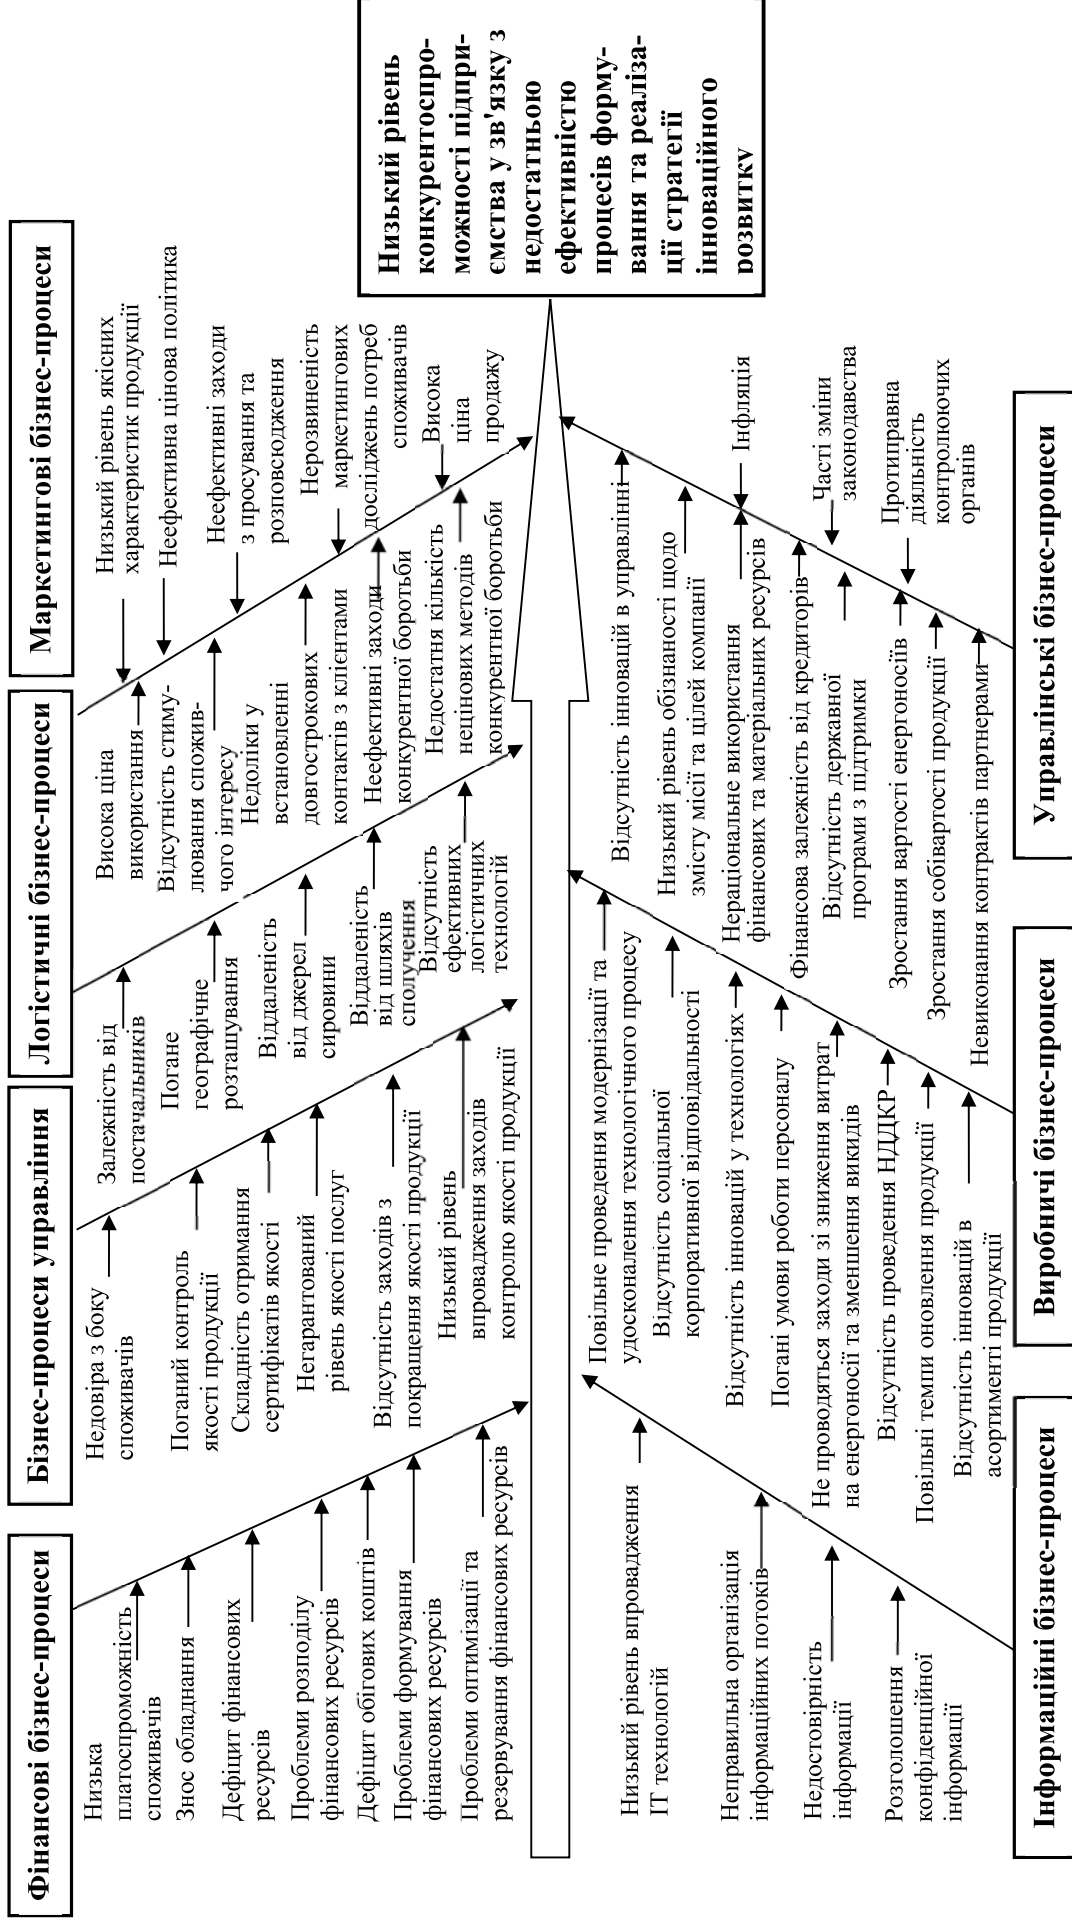 Фінансові бізнес-процеси
Низька
платоспроможність
споживачів
Знос обладнання
Дефіцит фінансових
ресурсів
Проблеми розподілу
фінансових ресурсів
Дефіцит обігових коштів
Проблеми формування
фінансових ресурсів
Проблеми оптимізації та
резервування фінансових ресурсів
Бізнес-процеси управління
Недовіра з боку
споживачів
Поганий контроль
якості продукції
Складність отримання
сертифікатів якості
Негарантований
рівень якості послуг
Відсутність заходів з
покращення якості продукції
Низький рівень
впровадження заходів
контролю якості продукції
Логістичні бізнес-процеси
Залежність від
постачальників
Погане
географічне
розташування
Віддаленість
від джерел
сировини
Віддаленість
від шляхів
сполучення
Відсутність
ефективних
логістичних
технологій
Маркетингові бізнес-процеси
Низький рівень якісних
характеристик продукції
Неефективна цінова політика
Неефективні заходи
з просування та
розповсюдження
Нерозвиненість
маркетингових
досліджень потреб
споживачів
Висока
ціна
продажу
Висока ціна
використання
Відсутність стиму-
лювання спожив-
чого інтересу
Недоліки у
встановленні
довгострокових
контактів з клієнтами
Неефективні заходи
конкурентної боротьби
Недостатня кількість
нецінових методів
конкурентної боротьби
Низький рівень
конкурентоспро-
можності підпри-
ємства у зв'язку з
недостатньою
ефективністю
процесів форму-
вання та реаліза-
ції стратегії
інноваційного
розвитку
Низький рівень впровадження
ІТ технологій
Неправильна організація
інформаційних потоків
Недостовірність
інформації
Розголошення
конфіденційної
інформації
Інформаційні бізнес-процеси
Повільне проведення модернізації та
удосконалення технологічного процесу
Відсутність соціальної
корпоративної відповідальності
Відсутність інновацій у технологіях
Погані умови роботи персоналу
Не проводяться заходи зі зниження витрат
на енергоносії та зменшення викидів
Відсутність проведення НДДКР
Повільні темпи оновлення продукції
Відсутність інновацій в
асортименті продукції
Виробничі бізнес-процеси
Відсутність інновацій в управлінні
Низький рівень обізнаності щодо
змісту місії та цілей компанії
Нераціональне використання
фінансових та матеріальних ресурсів
Фінансова залежність від кредиторів
Відсутність державної
програми з підтримки
Зростання вартості енергоносіїв
Зростання собівартості продукції
Невиконання контрактів партнерами
Інфляція
Часті зміни
законодавства
Протиправна
діяльність
контролюючих
органів
Управлінські бізнес-процеси